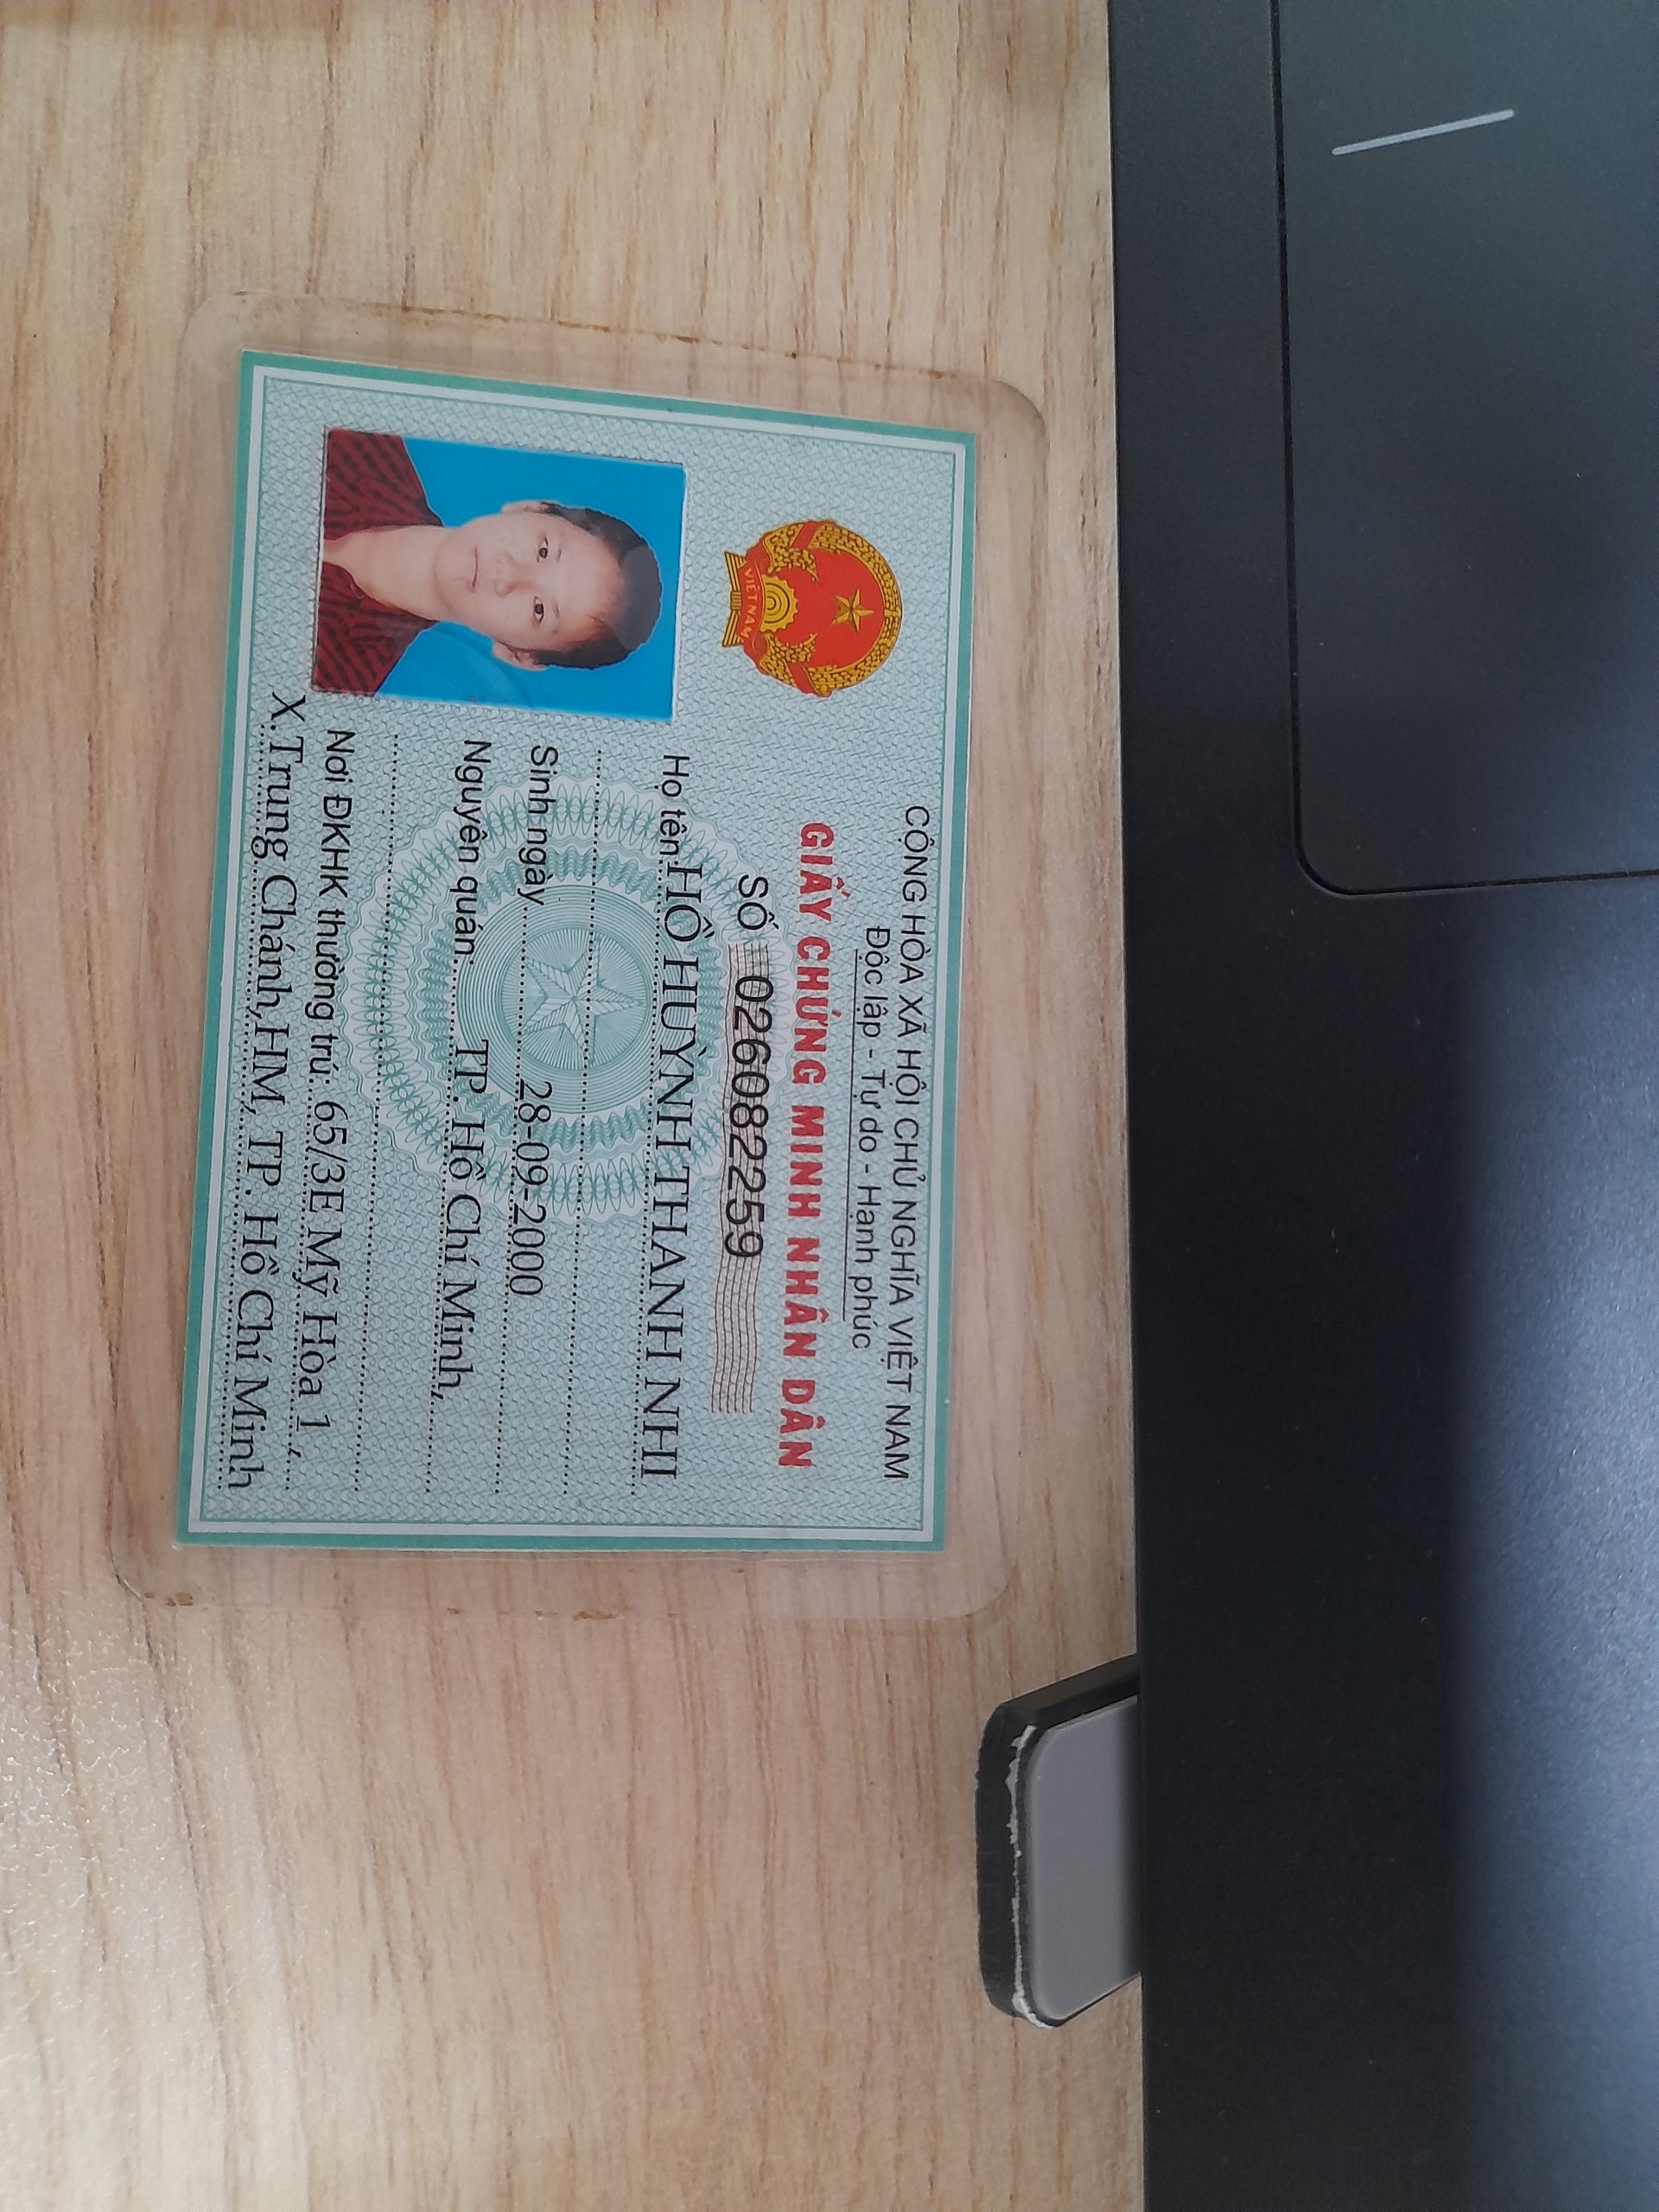 CỘNG HÒA XÃ HỘI CHỦ NGHĨA VIỆT NAM
Độc lập - Tự do - Hạnh phúc
GIẤY CHỨNG MINH NHÂN DÂN
SỐ 026082259
VIỆT NAM
Họ tên: HỒ HUỲNH THANH NHI
Sinh ngày 28-09-2000
Nguyên quán: TP. Hồ Chí Minh,
Nơi ĐKHK thường trú: 65/3E Mỹ Hòa 1,
X.Trung Chánh,HM, TP. Hồ Chí Minh